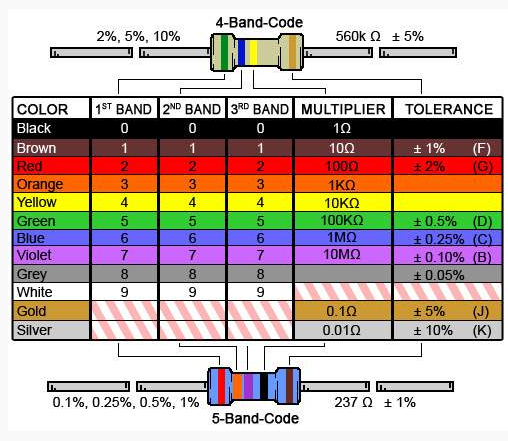 4-Band-Code
2%, 5%, 10% 560k Ω ± 5%
COLOR 1ST BAND 2ND BAND 3RD BAND MULTIPLIER TOLERANCE
Black 0 0 0 1Ω
Brown 1 1 1 10Ω ± 1% (F)
Red 2 2 2 100Ω ± 2% (G)
Orange 3 3 3 1KΩ
Yellow 4 4 4 10KΩ
Green 5 5 5 100KΩ ± 0.5% (D)
Blue 6 6 6 1MΩ ± 0.25% (C)
Violet 7 7 7 10MΩ ± 0.10% (B)
Grey 8 8 8 ± 0.05%
White 9 9 9
Gold 0.1Ω ± 5% (J)
Silver 0.01Ω ± 10% (K)
0.1%, 0.25%, 0.5%, 1% 237 Ω ± 1%
5-Band-Code